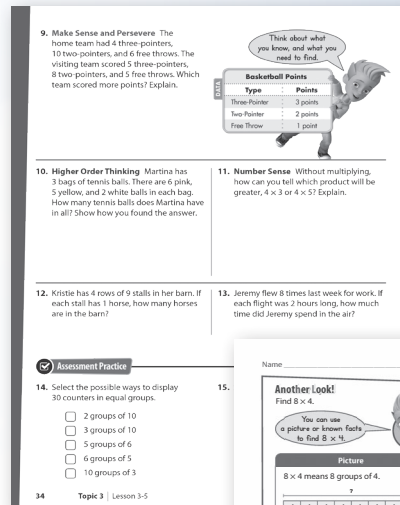 9. Make Sense and Persevere The
home team had 4 three-pointers,
10 two-pointers, and 6 free throws. The
visiting team scored 5 three-pointers,
8 two-pointers, and 5 free throws. Which
team scored more points? Explain.
Think about what
you know, and what you
need to find.
DATA
Basketball Points
Type Points
Three-Pointer 3 points
Two-Pointer 2 points
Free Throw 1 point
10. Higher Order Thinking Martina has
3 bags of tennis balls. There are 6 pink,
5 yellow, and 2 white balls in each bag.
How many tennis balls does Martina have
in all? Show how you found the answer.
11. Number Sense Without multiplying,
how can you tell which product will be
greater, 4 × 3 or 4 × 5? Explain.
12. Kristie has 4 rows of 9 stalls in her barn. If
each stall has 1 horse, how many horses
are in the barn?
13. Jeremy flew 8 times last week for work. If
each flight was 2 hours long, how much
time did Jeremy spend in the air?
Assessment Practice
14. Select the possible ways to display
30 counters in equal groups.
2 groups of 10
3 groups of 10
5 groups of 6
6 groups of 5
10 groups of 3
15.
34 Topic 3 | Lesson 3-5
Name
Another Look!
Find 8 × 4.
You can use
a picture or known facts
to find 8 × 4.
Picture
8 × 4 means 8 groups of 4.
?